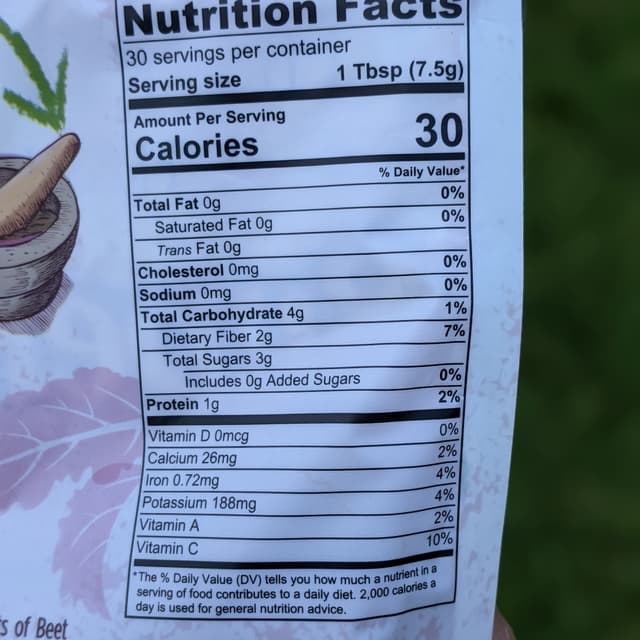 Nutrition Facts
30 servings per container
Serving size 1 Tbsp (7.5g)
Amount Per Serving
Calories 30
% Daily Value*
Total Fat 0g 0%
Saturated Fat 0g 0%
Trans Fat 0g
Cholesterol 0mg 0%
Sodium 0mg 0%
Total Carbohydrate 4g 1%
Dietary Fiber 2g 7%
Total Sugars 3g
Includes 0g Added Sugars 0%
Protein 1g 2%
Vitamin D 0mcg 0%
Calcium 26mg 2%
Iron 0.72mg 4%
Potassium 188mg 4%
Vitamin A 2%
Vitamin C 10%
*The % Daily Value (DV) tells you how much a nutrient in a
serving of food contributes to a daily diet. 2,000 calories a
day is used for general nutrition advice.
of Beet